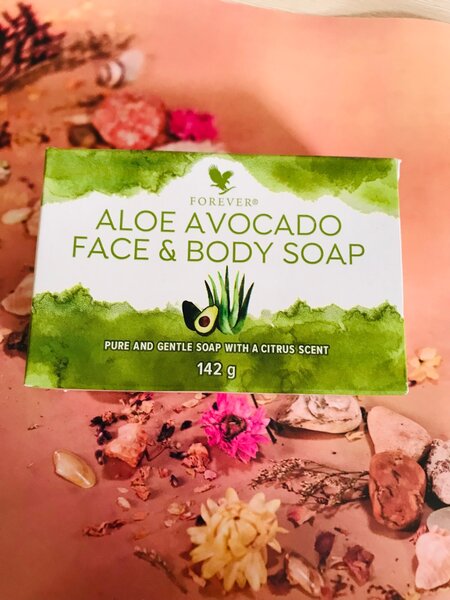 FOREVER®
ALOE AVOCADO
FACE & BODY SOAP
PURE AND GENTLE SOAP WITH A CITRUS SCENT
142 g